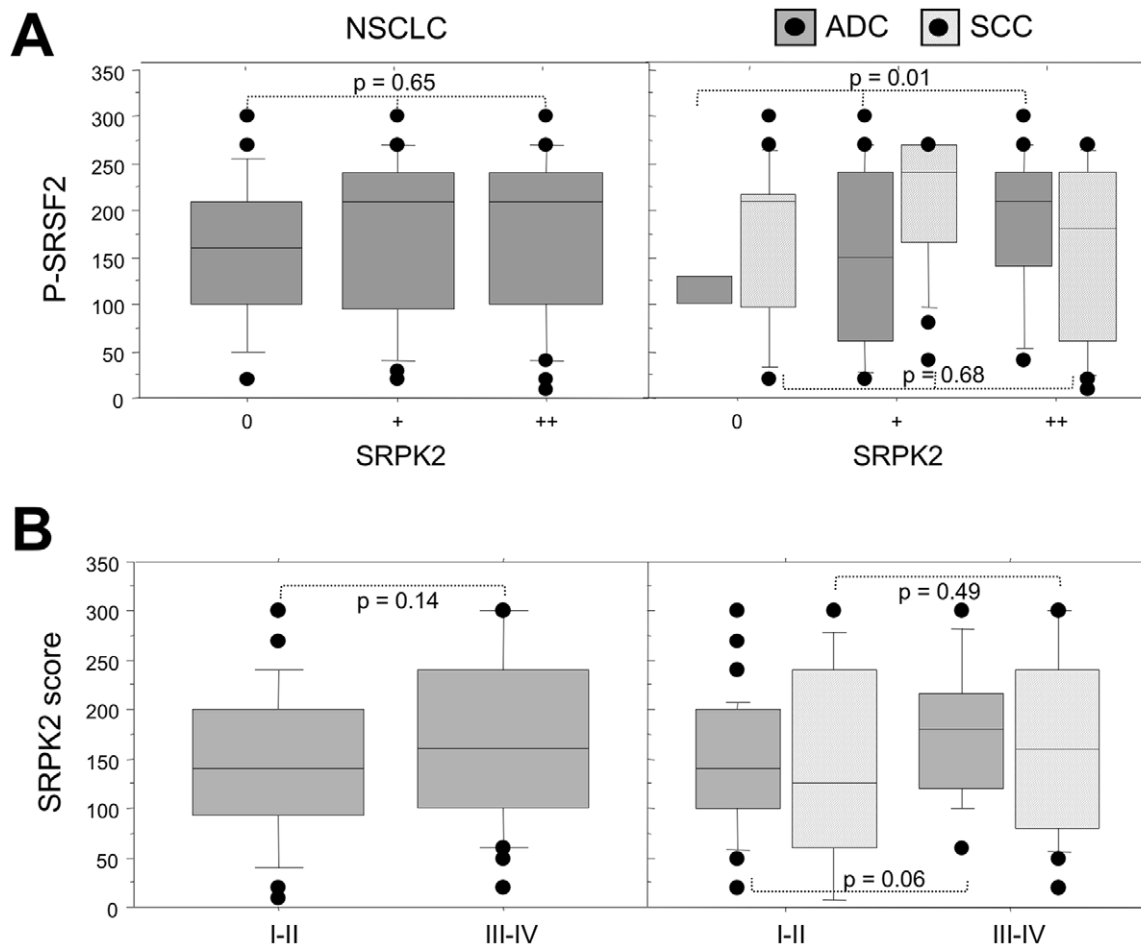 A
NSCLC
ADC
SCC
350
300
250
200
150
100
50
0
P-SRSF2
p = 0.65
p = 0.01
p = 0.68
0
+
++
0
+
++
SRPK2
SRPK2
B
350
300
250
200
150
100
50
0
SRPK2 score
p = 0.14
p = 0.49
p = 0.06
I-II
III-IV
I-II
III-IV